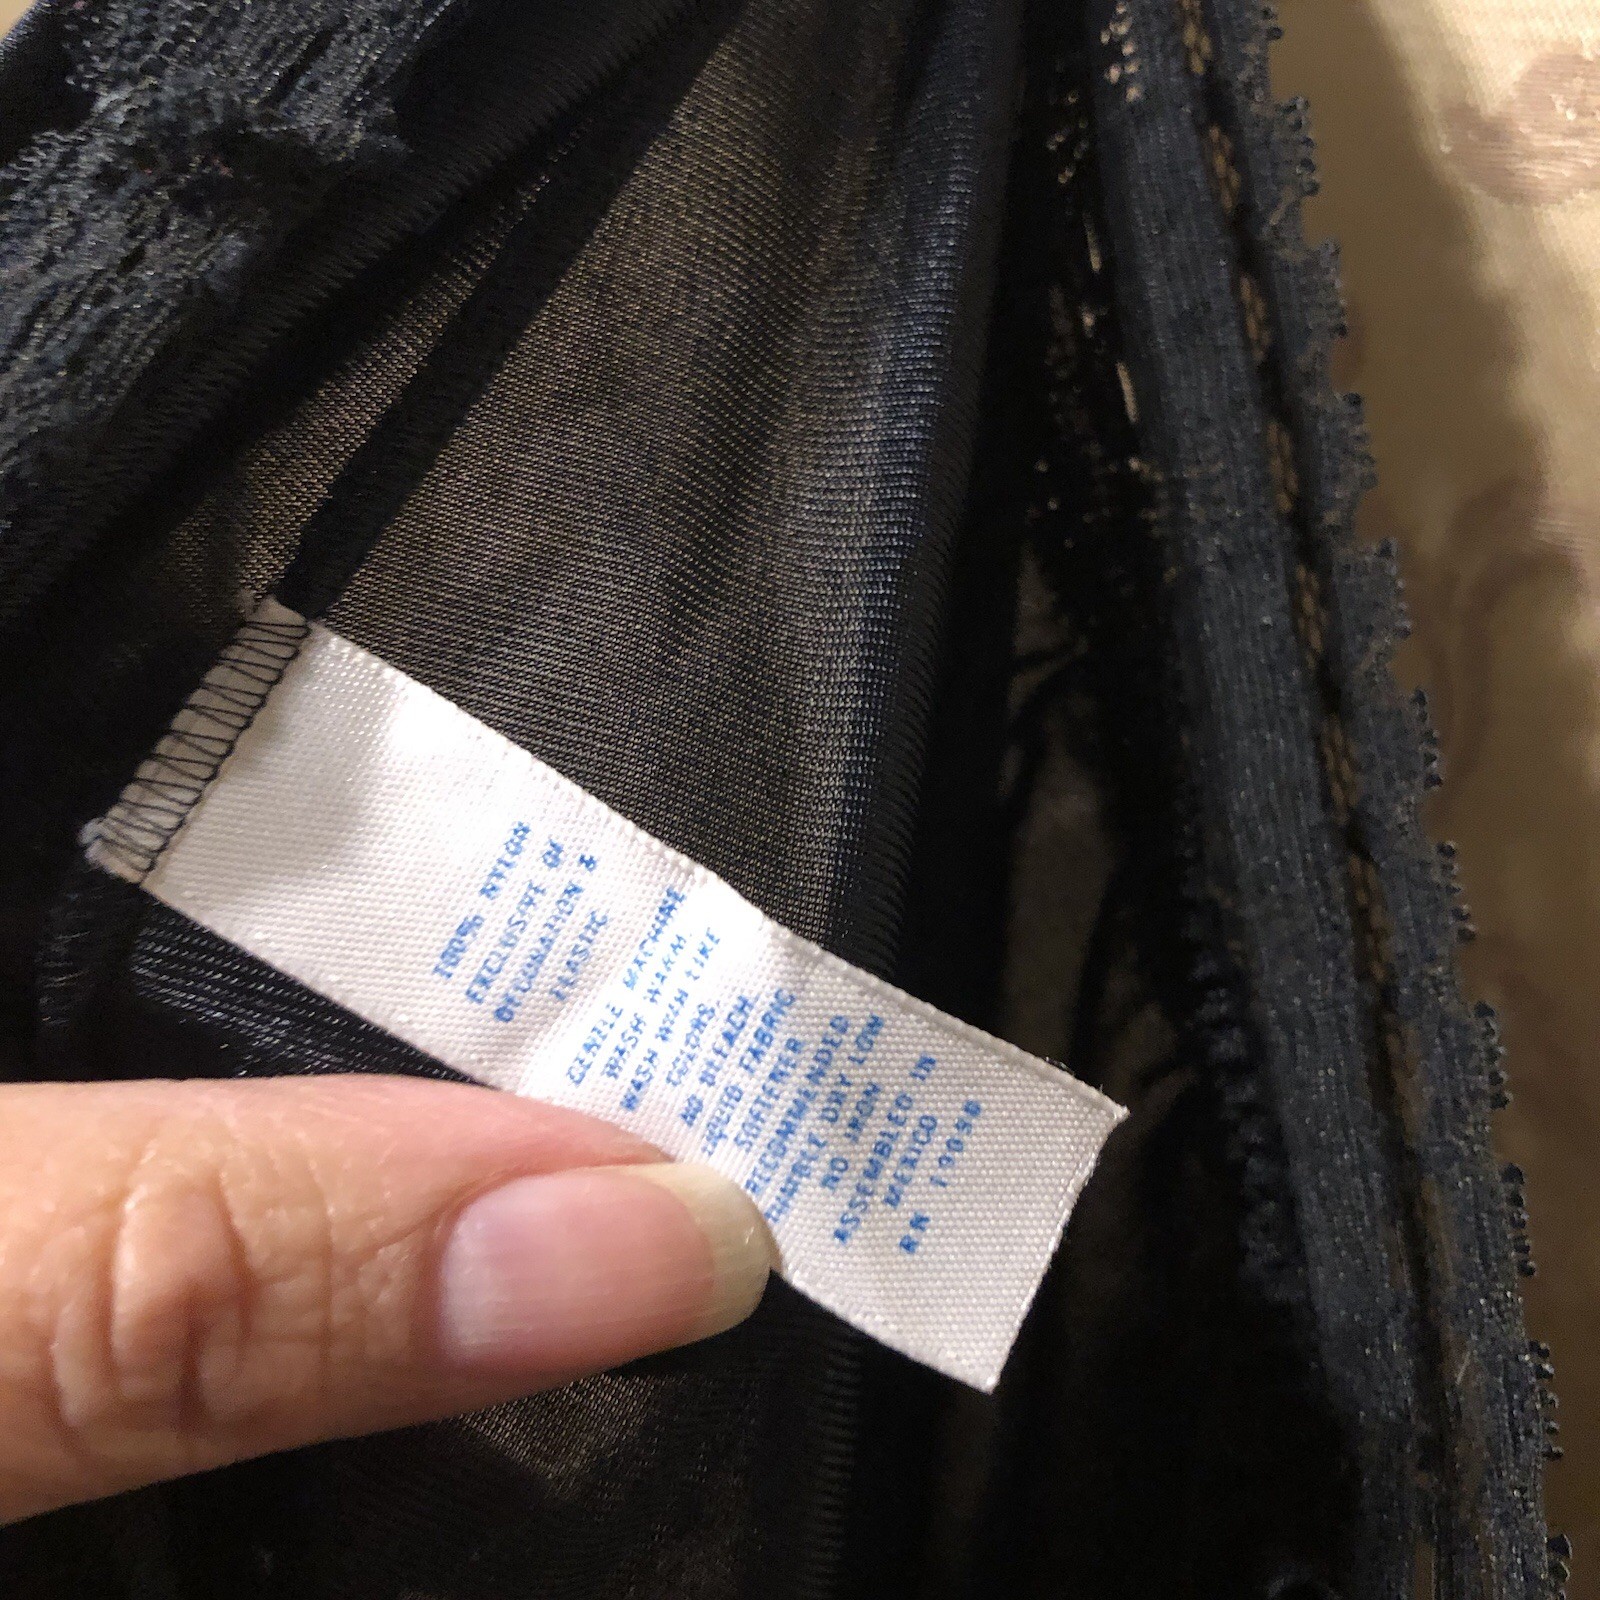 100% NYLON
EXCLUSIVE OF
DECORATION &
ELASTIC
GENTLE MACHINE
WASH WARM.
WASH WITH LIKE
COLORS.
NO BLEACH
LIQUID FABRIC
SOFTENER
RECOMMENDED
TUMBLE DRY LOW
NO IRON
ASSEMBLED IN
MEXICO
RN 19098